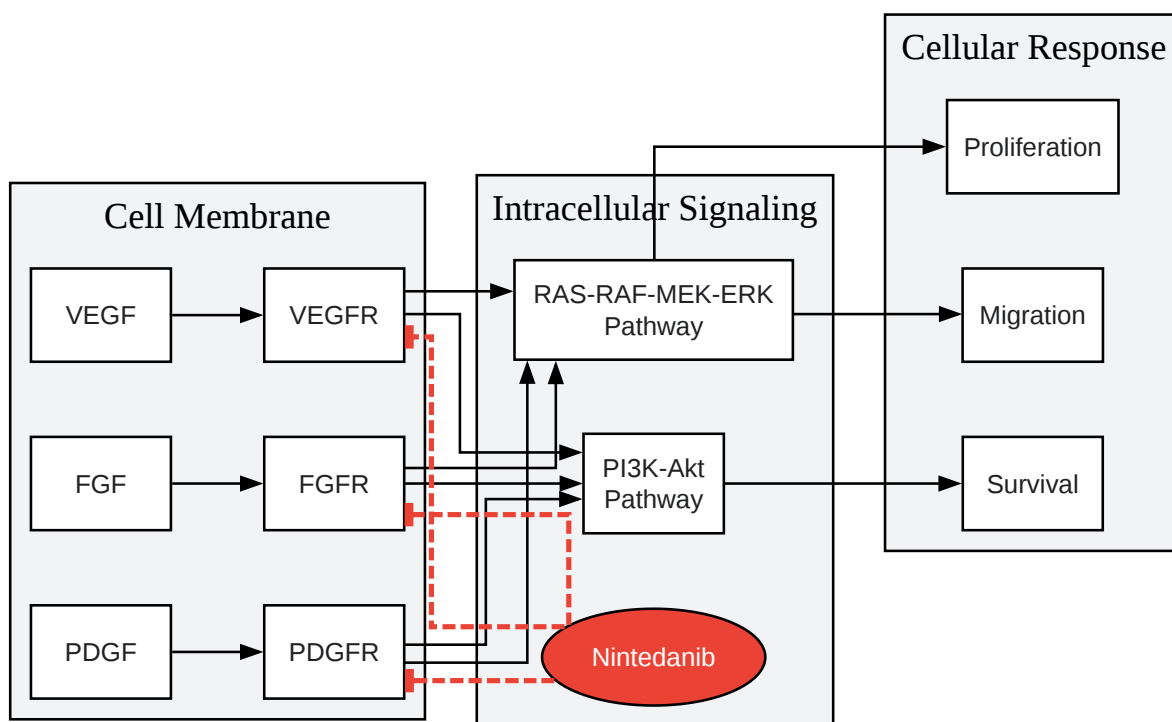 Cell Membrane
VEGF
VEGFR
FGF
FGFR
PDGF
PDGFR
Intracellular Signaling
RAS-RAF-MEK-ERK
Pathway
PI3K-Akt
Pathway
Nintedanib
Cellular Response
Proliferation
Migration
Survival